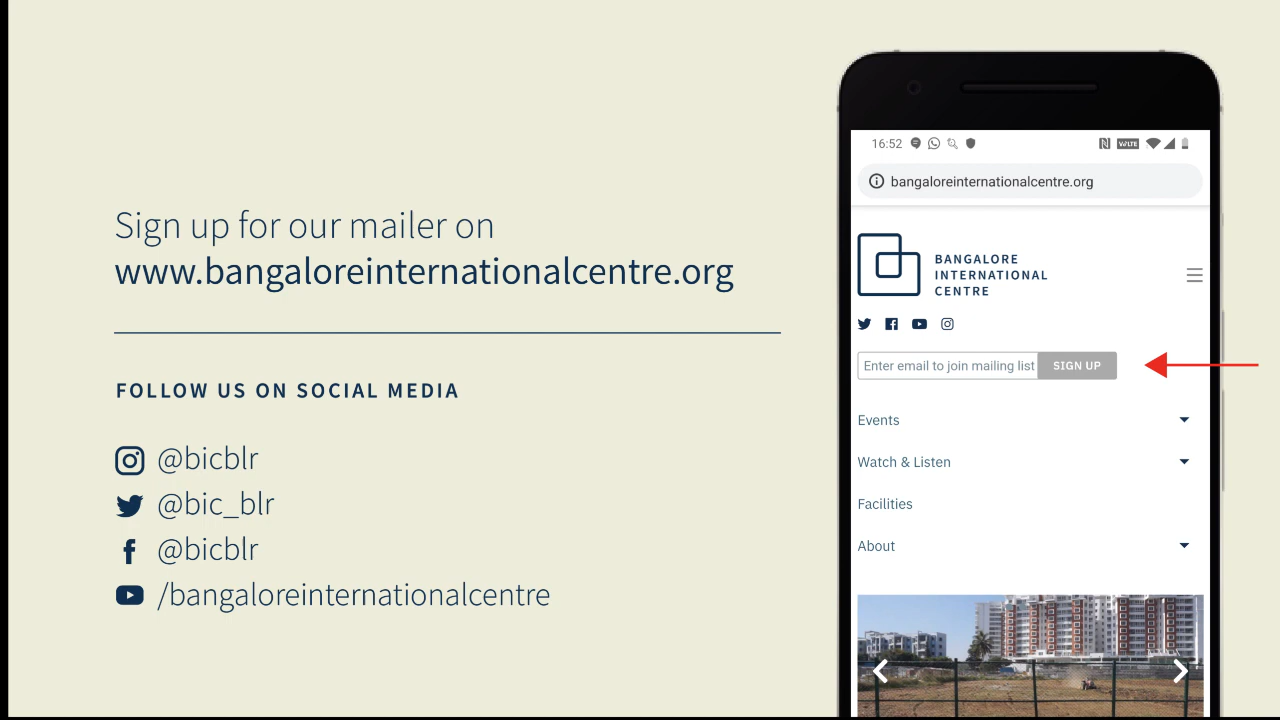 Sign up for our mailer on
www.bangaloreinternationalcentre.org
FOLLOW US ON SOCIAL MEDIA
@bicblr
@bic_blr
@bicblr
/bangaloreinternationalcentre
16:52
VoLTE
bangaloreinternationalcentre.org
BANGALORE
INTERNATIONAL
CENTRE
Enter email to join mailing list SIGN UP
Events
Watch & Listen
Facilities
About